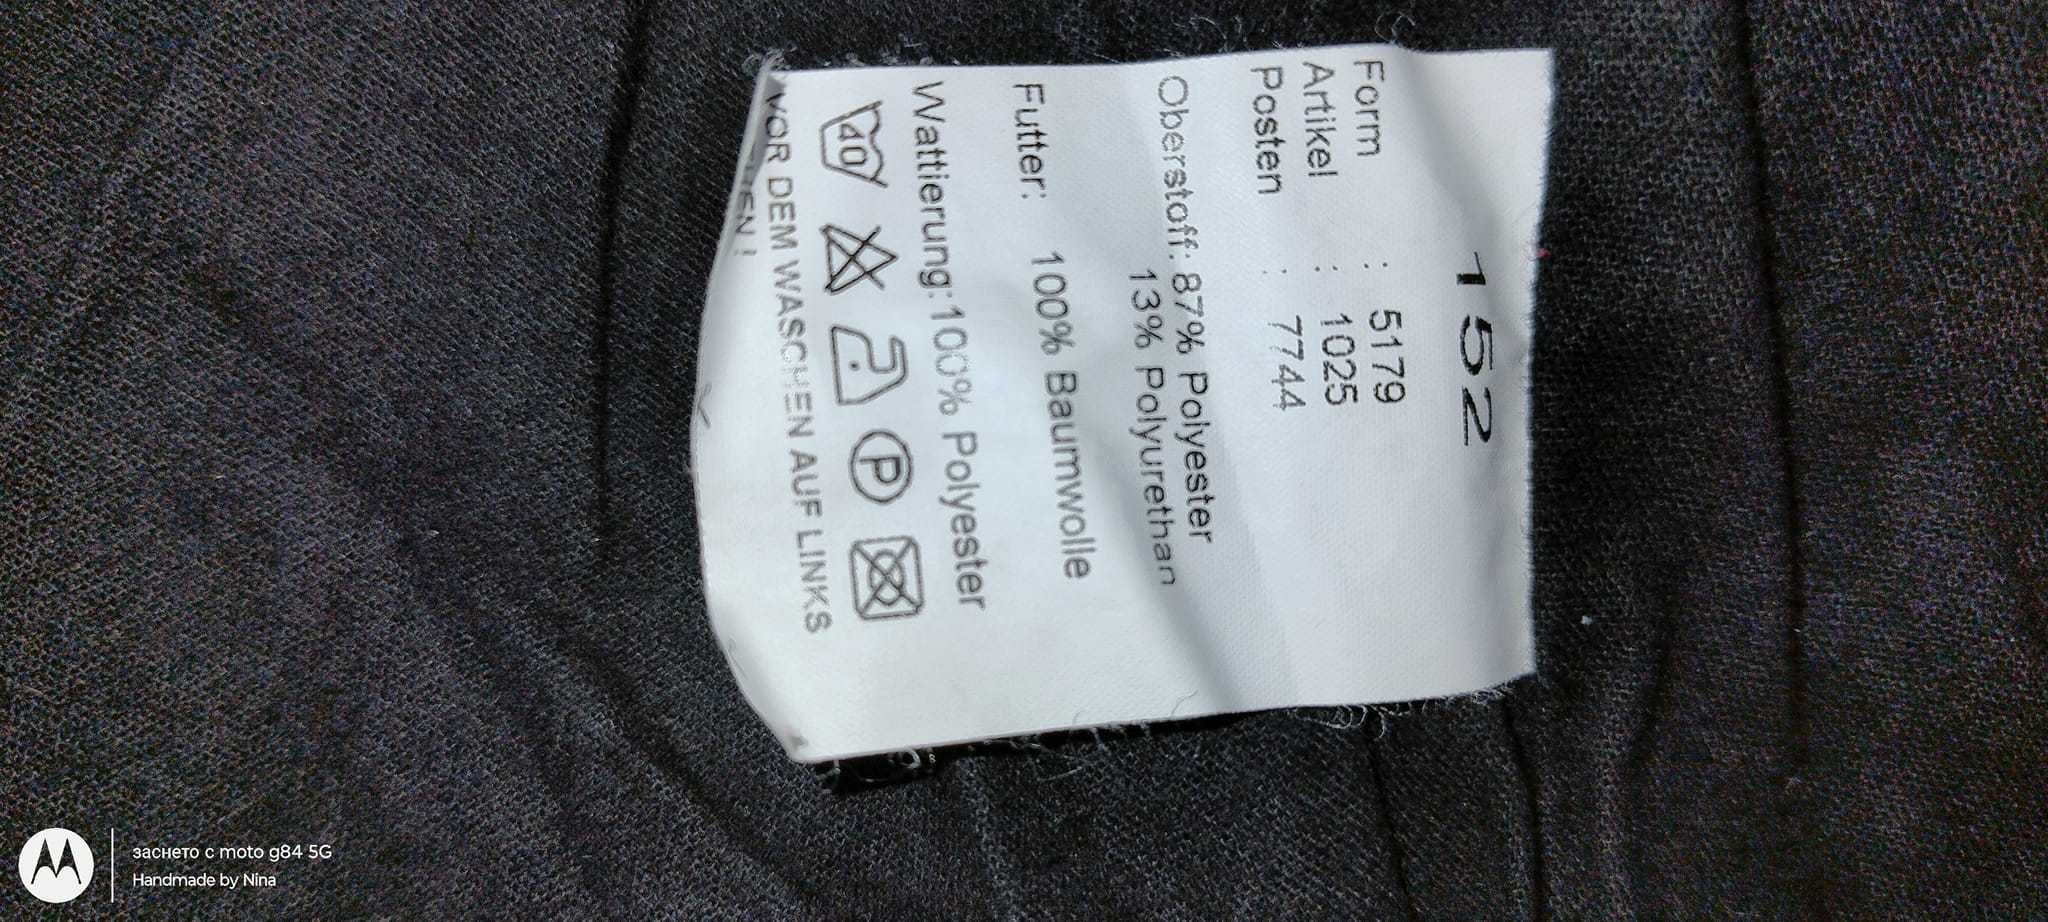 152
Form : 5179
Artikel : 1025
Posten : 7744
Oberstoff: 87% Polyester
13% Polyurethan
Futter: 100% Baumwolle
Wattierung:100% Polyester
40 P
VOR DEM WASCHEN AUF LINKS
заснето с moto g84 5G
Handmade by Nina